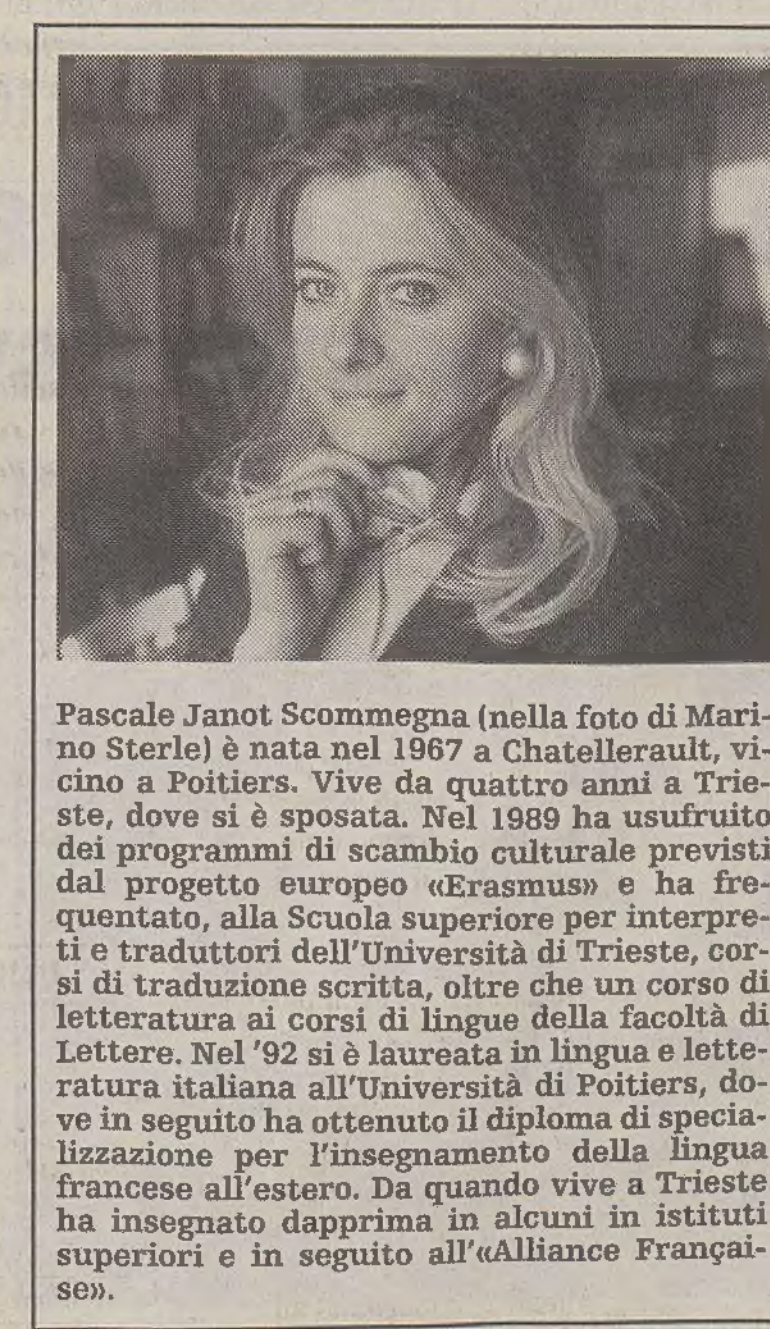 Pascale Janot Scommegna (nella foto di Mari-
no Sterle) è nata nel 1967 a Chatellerault, vi-
cino a Poitiers. Vive da quattro anni a Trie-
ste, dove si è sposata. Nel 1989 ha usufruito
dei programmi di scambio culturale previsti
dal progetto europeo «Erasmus» e ha fre-
quentato, alla Scuola superiore per interpre-
ti e traduttori dell'Università di Trieste, cor-
si di traduzione scritta, oltre che un corso di
letteratura ai corsi di lingue della facoltà di
Lettere. Nel '92 si è laureata in lingua e lette-
ratura italiana all'Università di Poitiers, do-
ve in seguito ha ottenuto il diploma di specia-
lizzazione per l'insegnamento della lingua
francese all'estero. Da quando vive a Trieste
ha insegnato dapprima in alcuni in istituti
superiori e in seguito all'«Alliance Françai-
se».